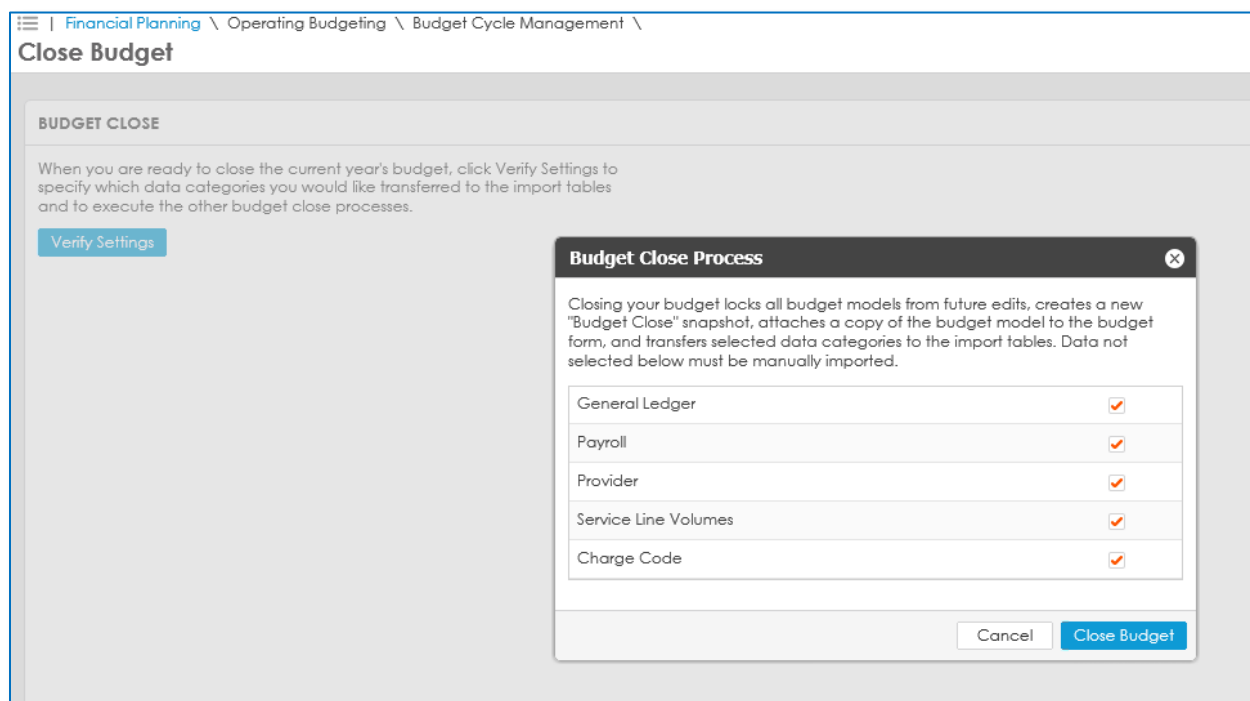 | Financial Planning \ Operating Budgeting \ Budget Cycle Management \
Close Budget
BUDGET CLOSE
When you are ready to close the current year's budget, click Verify Settings to
specify which data categories you would like transferred to the import tables
and to execute the other budget close processes.
Verify Settings
Budget Close Process
Closing your budget locks all budget models from future edits, creates a new
"Budget Close" snapshot, attaches a copy of the budget model to the budget
form, and transfers selected data categories to the import tables. Data not
selected below must be manually imported.
General Ledger
Payroll
Provider
Service Line Volumes
Charge Code
Cancel Close Budget